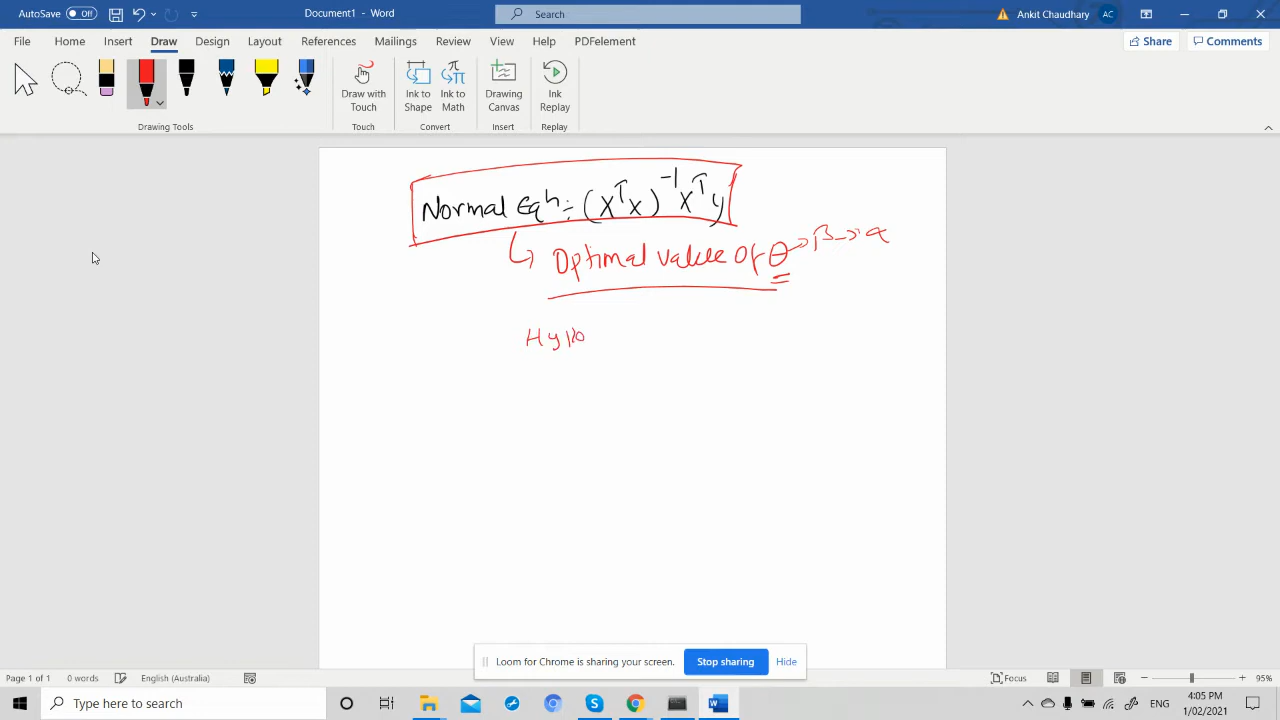 AutoSave Off Document1 - Word Search Ankit Chaudhary AC
File Home Insert Draw Design Layout References Mailings Review View Help PDFelement Share Comments
Draw with Touch Ink to Shape Ink to Math Drawing Canvas Ink Replay
Drawing Tools Touch Convert Insert Replay
Normal Eqⁿ :- (XᵀX)⁻¹Xᵀy
↳ Optimal value of θ → β → α
Loom for Chrome is sharing your screen. Stop sharing Hide
Page 1 of 1 0 words English (Australia) Focus 95%
Type here to search ENG 4:05 PM
1/02/2021